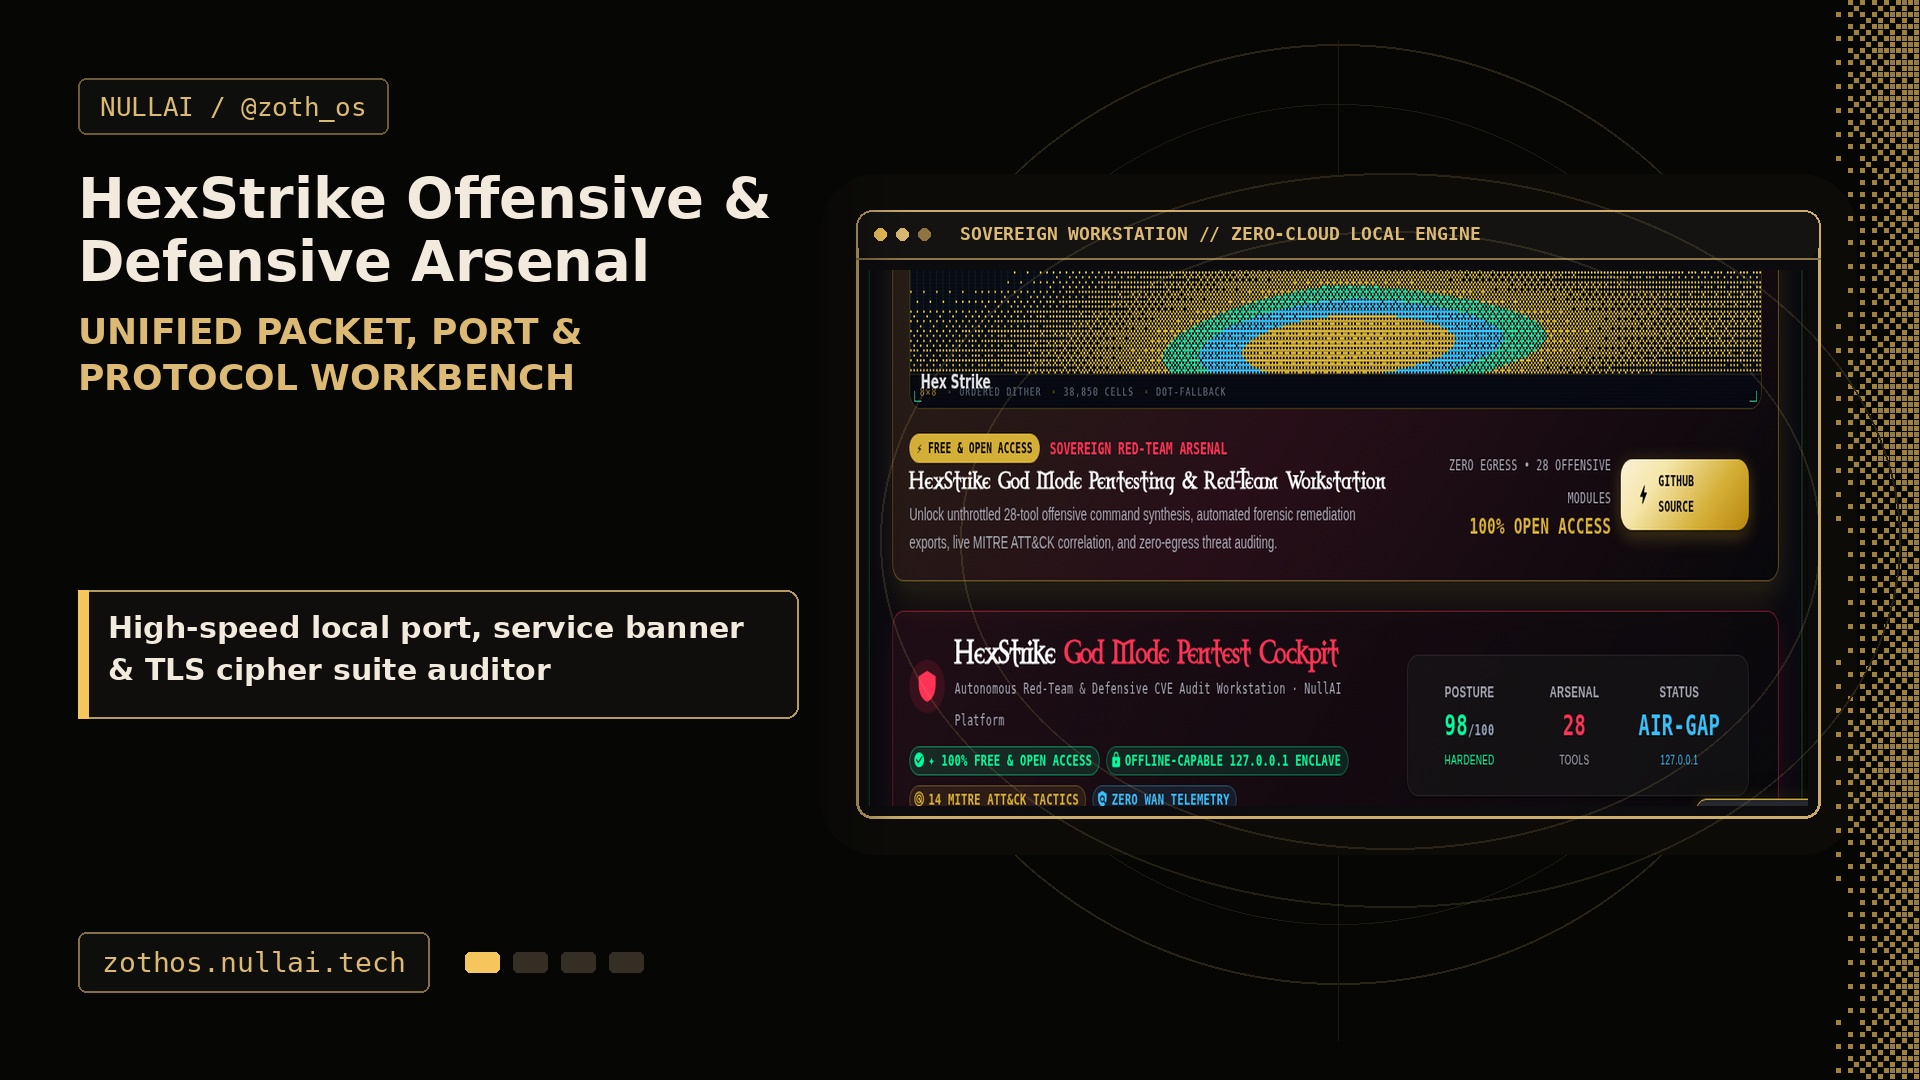 NULLAI / @zoth_os
HexStrike Offensive &
Defensive Arsenal
UNIFIED PACKET, PORT &
PROTOCOL WORKBENCH
High-speed local port, service banner
& TLS cipher suite auditor
zothos.nullai.tech
SOVEREIGN WORKSTATION // ZERO-CLOUD LOCAL ENGINE
Hex Strike
8×8 · ORDERED DITHER · 38,850 CELLS · DOT-FALLBACK
⚡ FREE & OPEN ACCESS SOVEREIGN RED-TEAM ARSENAL
HexStrike God Mode Pentesting & Red-Team Workstation
Unlock unthrottled 28-tool offensive command synthesis, automated forensic remediation
exports, live MITRE ATT&CK correlation, and zero-egress threat auditing.
ZERO EGRESS • 28 OFFENSIVE
MODULES
100% OPEN ACCESS
GITHUB
SOURCE
HexStrike God Mode Pentest Cockpit
Autonomous Red-Team & Defensive CVE Audit Workstation · NullAI
Platform
✦ 100% FREE & OPEN ACCESS OFFLINE-CAPABLE 127.0.0.1 ENCLAVE
14 MITRE ATT&CK TACTICS ZERO WAN TELEMETRY
POSTURE ARSENAL STATUS
98/100 28 AIR-GAP
HARDENED TOOLS 127.0.0.1